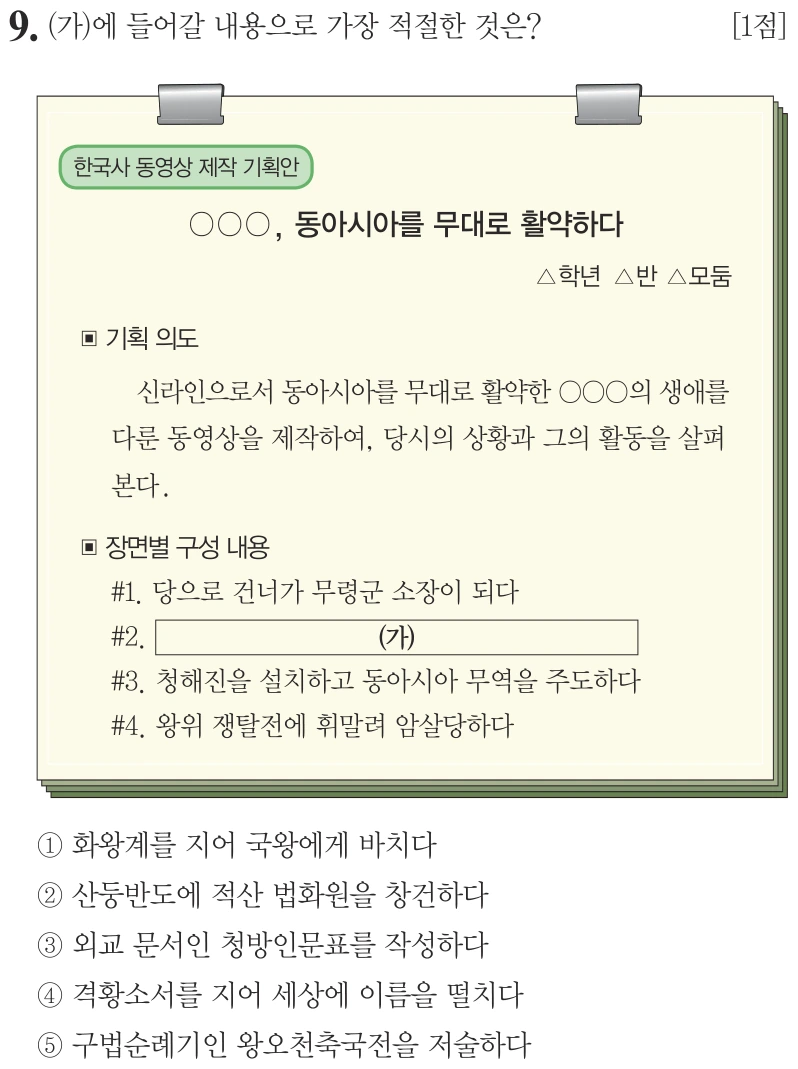 9. (가)에 들어갈 내용으로 가장 적절한 것은? [1점]
한국사 동영상 제작 기획안
○○○, 동아시아를 무대로 활약하다
△학년 △반 △모둠
▣ 기획 의도
신라인으로서 동아시아를 무대로 활약한 ○○○의 생애를
다룬 동영상을 제작하여, 당시의 상황과 그의 활동을 살펴
본다.
▣ 장면별 구성 내용
#1. 당으로 건너가 무령군 소장이 되다
#2. (가)
#3. 청해진을 설치하고 동아시아 무역을 주도하다
#4. 왕위 쟁탈전에 휘말려 암살당하다
① 화왕계를 지어 국왕에게 바치다
② 산둥반도에 적산 법화원을 창건하다
③ 외교 문서인 청방인문표를 작성하다
④ 격황소서를 지어 세상에 이름을 떨치다
⑤ 구법순례기인 왕오천축국전을 저술하다